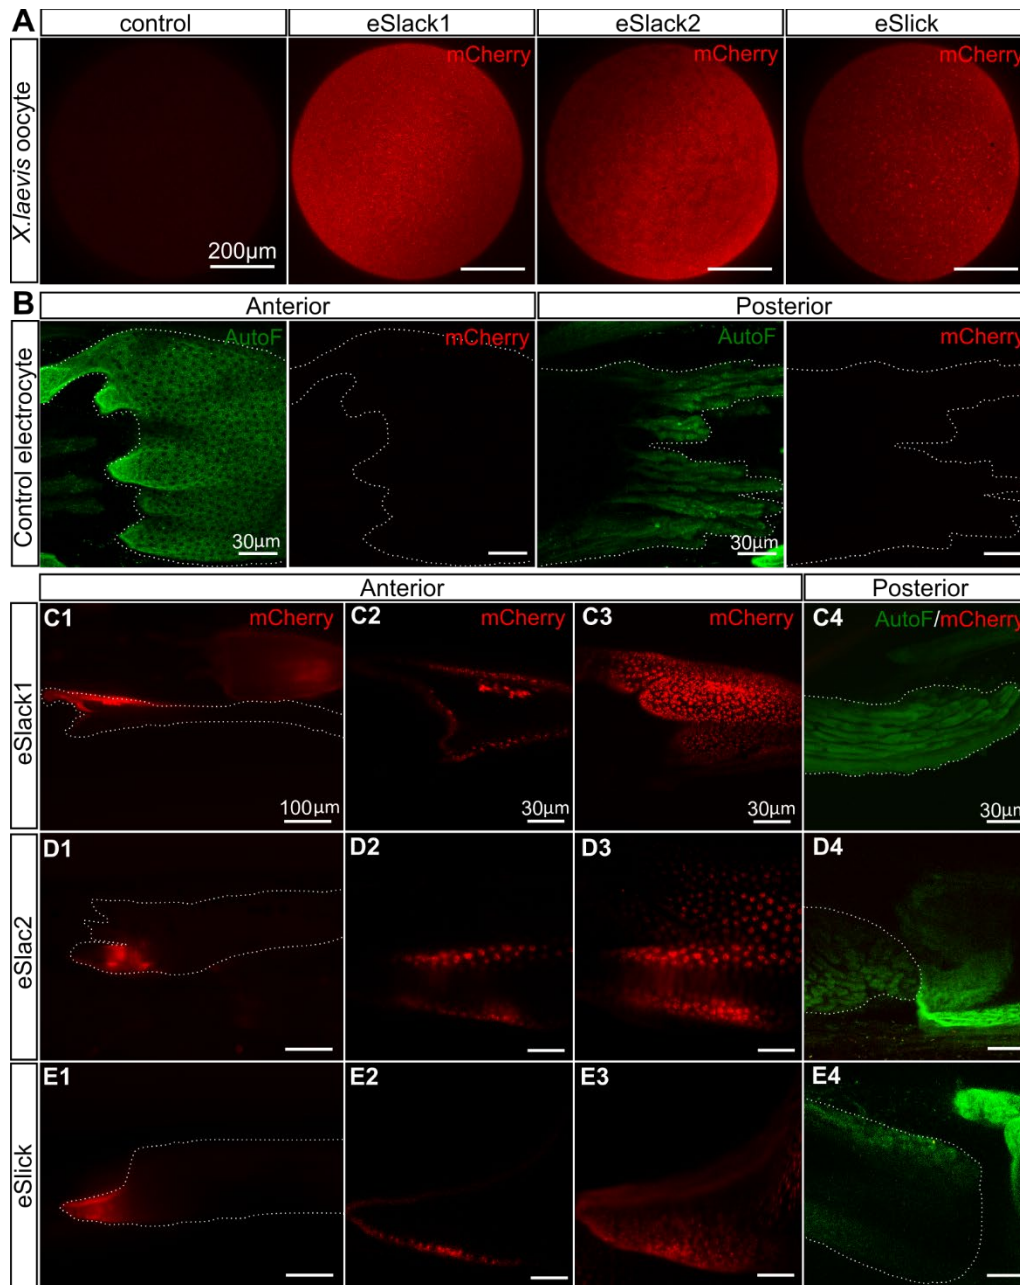 A
control
eSlack1
eSlack2
eSlick
X.laevis oocyte
mCherry
mCherry
mCherry
200µm
B
Anterior
Posterior
Control electrocyte
AutoF
mCherry
AutoF
mCherry
30µm
30µm
Anterior
Posterior
eSlack1
C1
mCherry
C2
mCherry
C3
mCherry
C4
AutoF/mCherry
100µm
30µm
30µm
30µm
eSlac2
D1
D2
D3
D4
eSlick
E1
E2
E3
E4